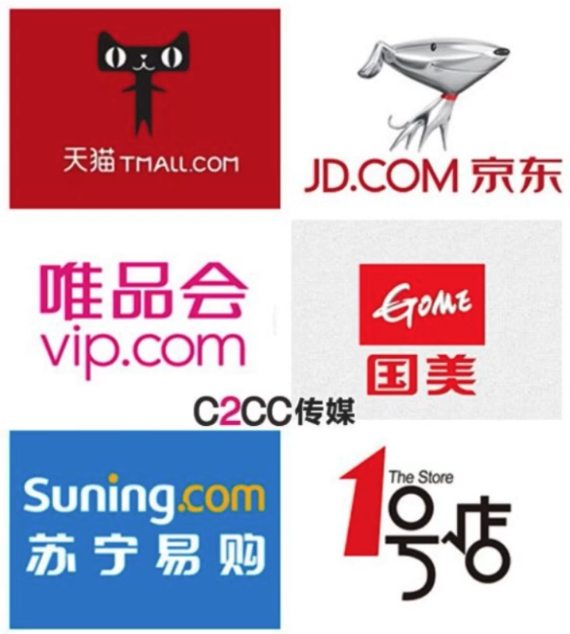 天猫 TMALL.COM
JD.COM 京东
唯品会
vip.com
GOME
国美
C2CC传媒
Suning.com
苏宁易购
The Store
1号店